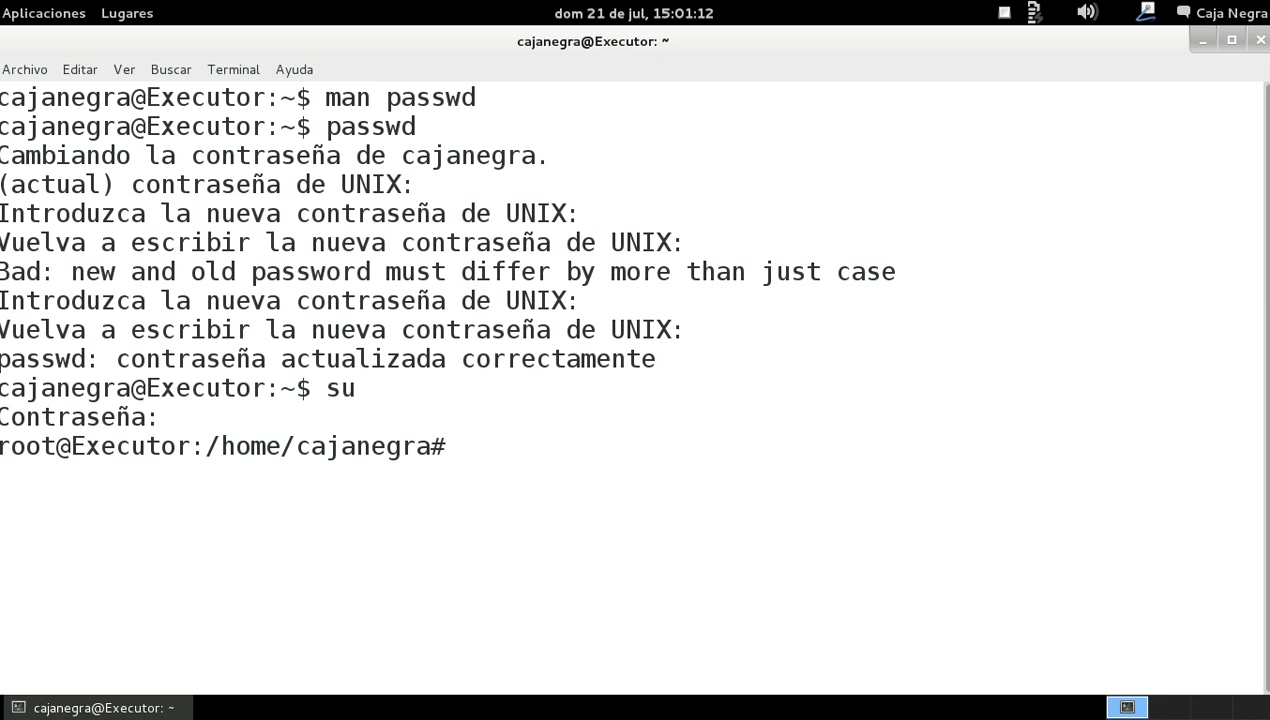 Aplicaciones Lugares dom 21 de jul, 15:01:12 Caja Negra
cajanegra@Executor: ~
Archivo Editar Ver Buscar Terminal Ayuda
cajanegra@Executor:~$ man passwd
cajanegra@Executor:~$ passwd
Cambiando la contraseña de cajanegra.
(actual) contraseña de UNIX:
Introduzca la nueva contraseña de UNIX:
Vuelva a escribir la nueva contraseña de UNIX:
Bad: new and old password must differ by more than just case
Introduzca la nueva contraseña de UNIX:
Vuelva a escribir la nueva contraseña de UNIX:
passwd: contraseña actualizada correctamente
cajanegra@Executor:~$ su
Contraseña:
root@Executor:/home/cajanegra#
cajanegra@Executor: ~